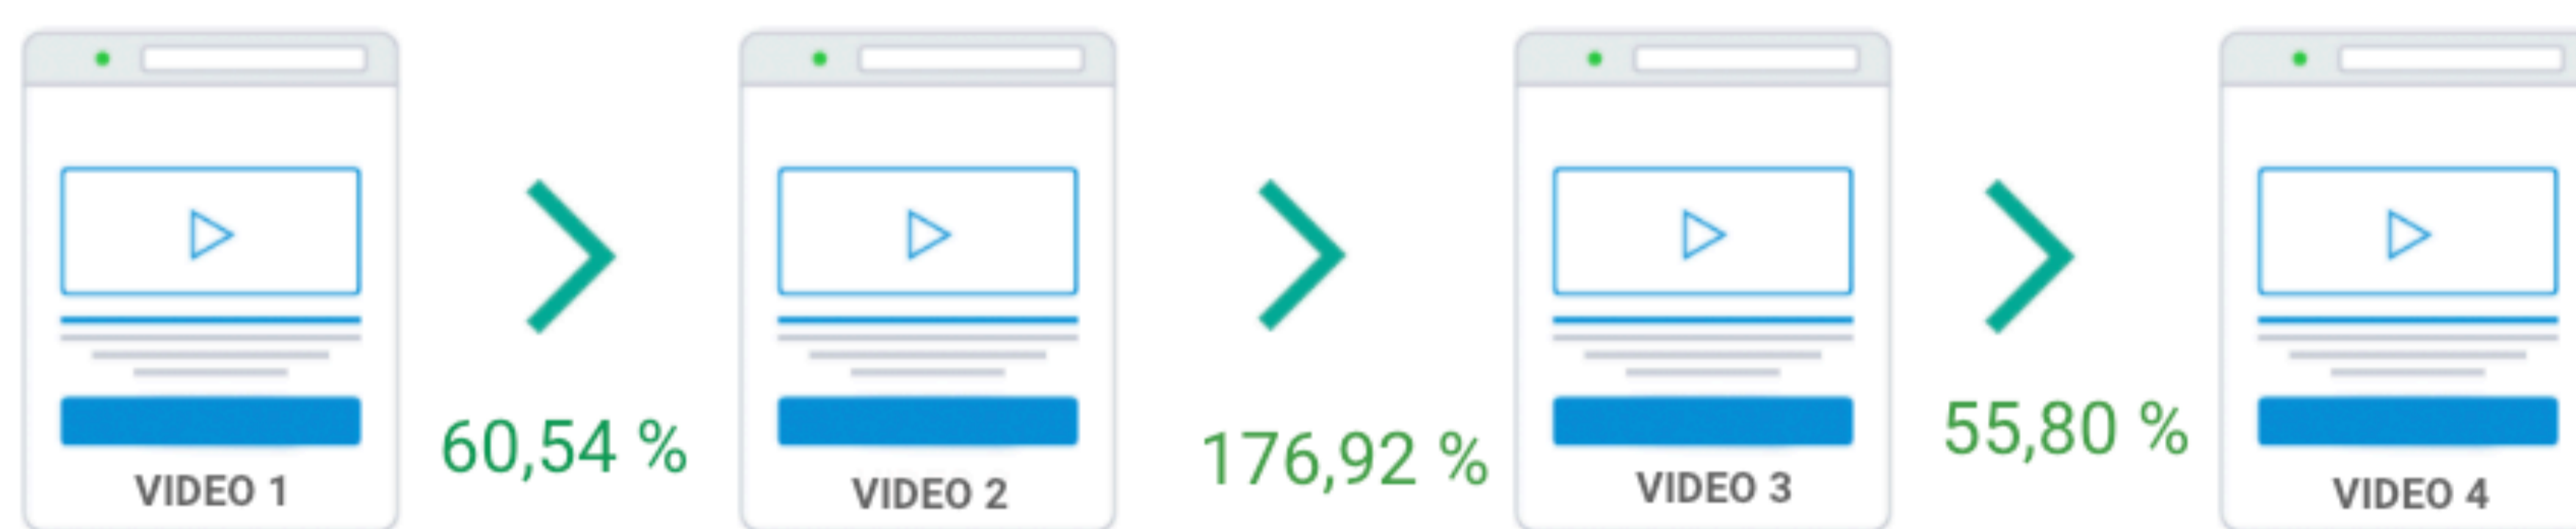 60,54 %
176,92 %
55,80 %
VIDEO 1
VIDEO 2
VIDEO 3
VIDEO 4